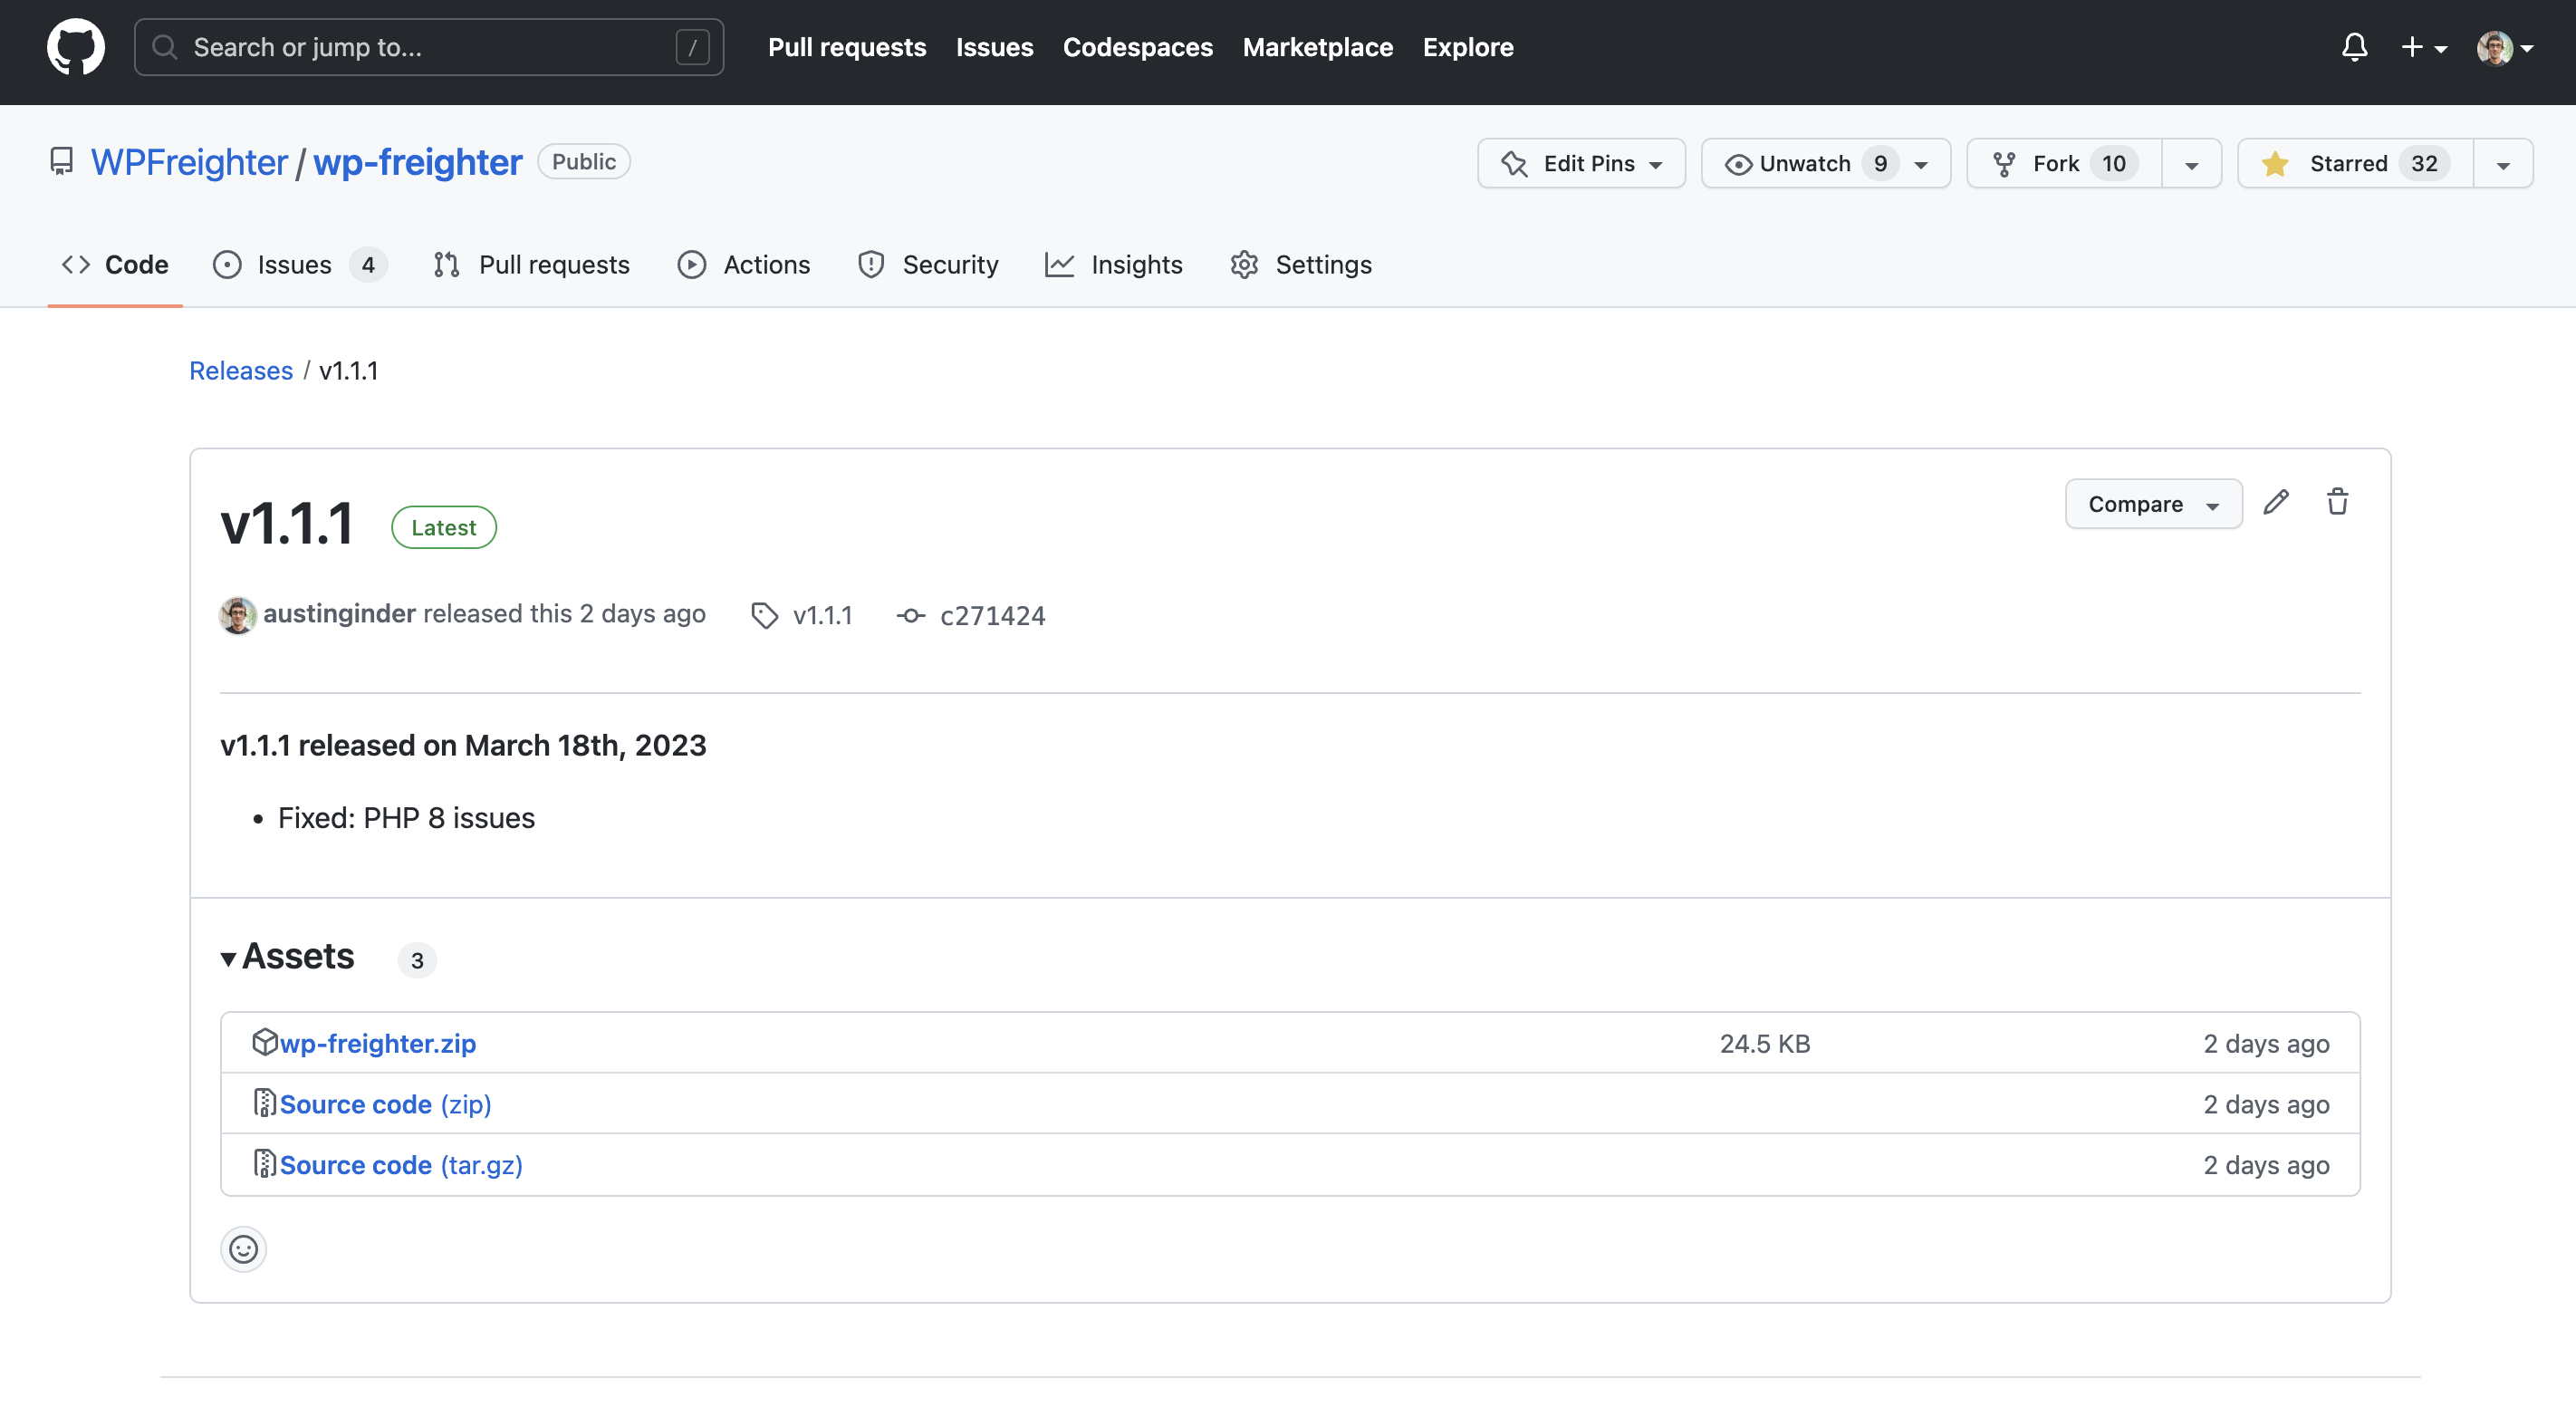 Search or jump to... /
Pull requests Issues Codespaces Marketplace Explore
WPFreighter / wp-freighter Public
Edit Pins Unwatch 9 Fork 10 Starred 32
Code Issues 4 Pull requests Actions Security Insights Settings
Releases / v1.1.1
v1.1.1 Latest
Compare
austinginder released this 2 days ago v1.1.1 c271424
v1.1.1 released on March 18th, 2023
• Fixed: PHP 8 issues
Assets 3
wp-freighter.zip 24.5 KB 2 days ago
Source code (zip) 2 days ago
Source code (tar.gz) 2 days ago